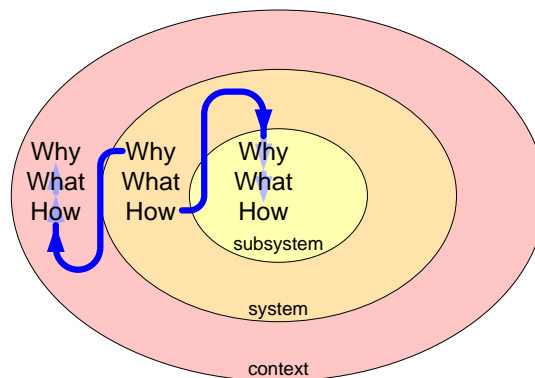 Why Why Why
What What What
How How How
subsystem
system
context